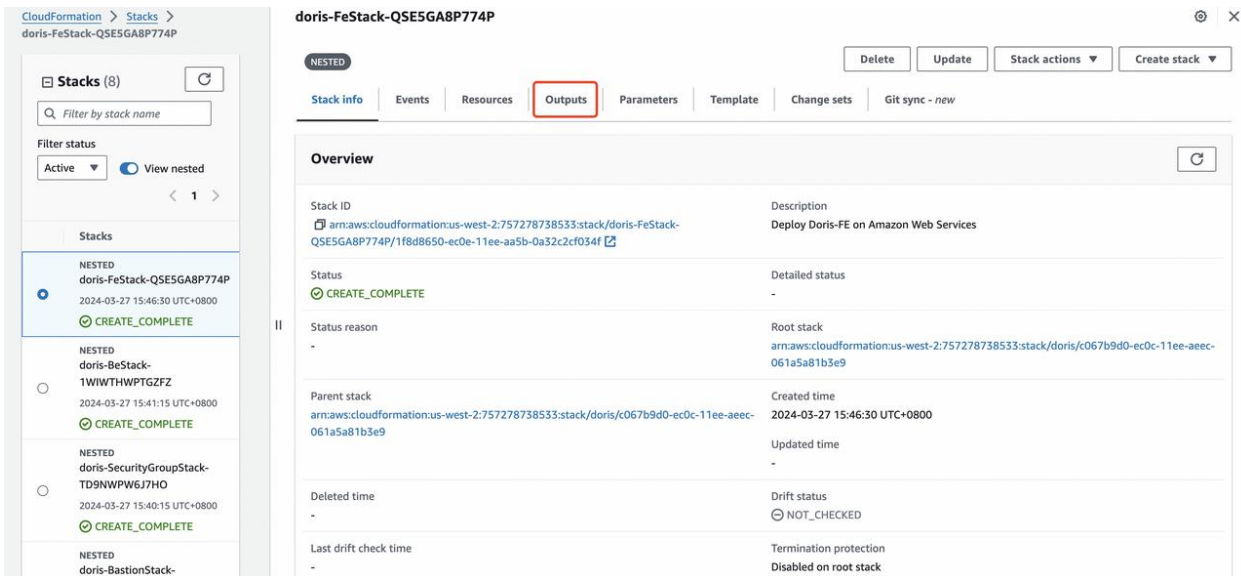 CloudFormation > Stacks >
doris-FeStack-QSE5GA8P774P
Stacks (8)
Filter by stack name
Filter status
Active
View nested
< 1 >
Stacks
NESTED
doris-FeStack-QSE5GA8P774P
2024-03-27 15:46:30 UTC+0800
CREATE_COMPLETE
NESTED
doris-BeStack-
1WIWTHWPTGZFZ
2024-03-27 15:41:15 UTC+0800
CREATE_COMPLETE
NESTED
doris-SecurityGroupStack-
TD9NWPW6J7HO
2024-03-27 15:40:15 UTC+0800
CREATE_COMPLETE
NESTED
doris-BastionStack-
doris-FeStack-QSE5GA8P774P
NESTED
Delete
Update
Stack actions
Create stack
Stack info
Events
Resources
Outputs
Parameters
Template
Change sets
Git sync - new
Overview
Stack ID
arn:aws:cloudformation:us-west-2:757278738533:stack/doris-FeStack-
QSE5GA8P774P/1f8d8650-ec0e-11ee-aa5b-0a32c2cf034f
Description
Deploy Doris-FE on Amazon Web Services
Status
CREATE_COMPLETE
Detailed status
-
Status reason
-
Root stack
arn:aws:cloudformation:us-west-2:757278738533:stack/doris/c067b9d0-ec0c-11ee-aeec-
061a5a81b3e9
Parent stack
arn:aws:cloudformation:us-west-2:757278738533:stack/doris/c067b9d0-ec0c-11ee-aeec-
061a5a81b3e9
Created time
2024-03-27 15:46:30 UTC+0800
Updated time
-
Deleted time
-
Drift status
NOT_CHECKED
Last drift check time
-
Termination protection
Disabled on root stack